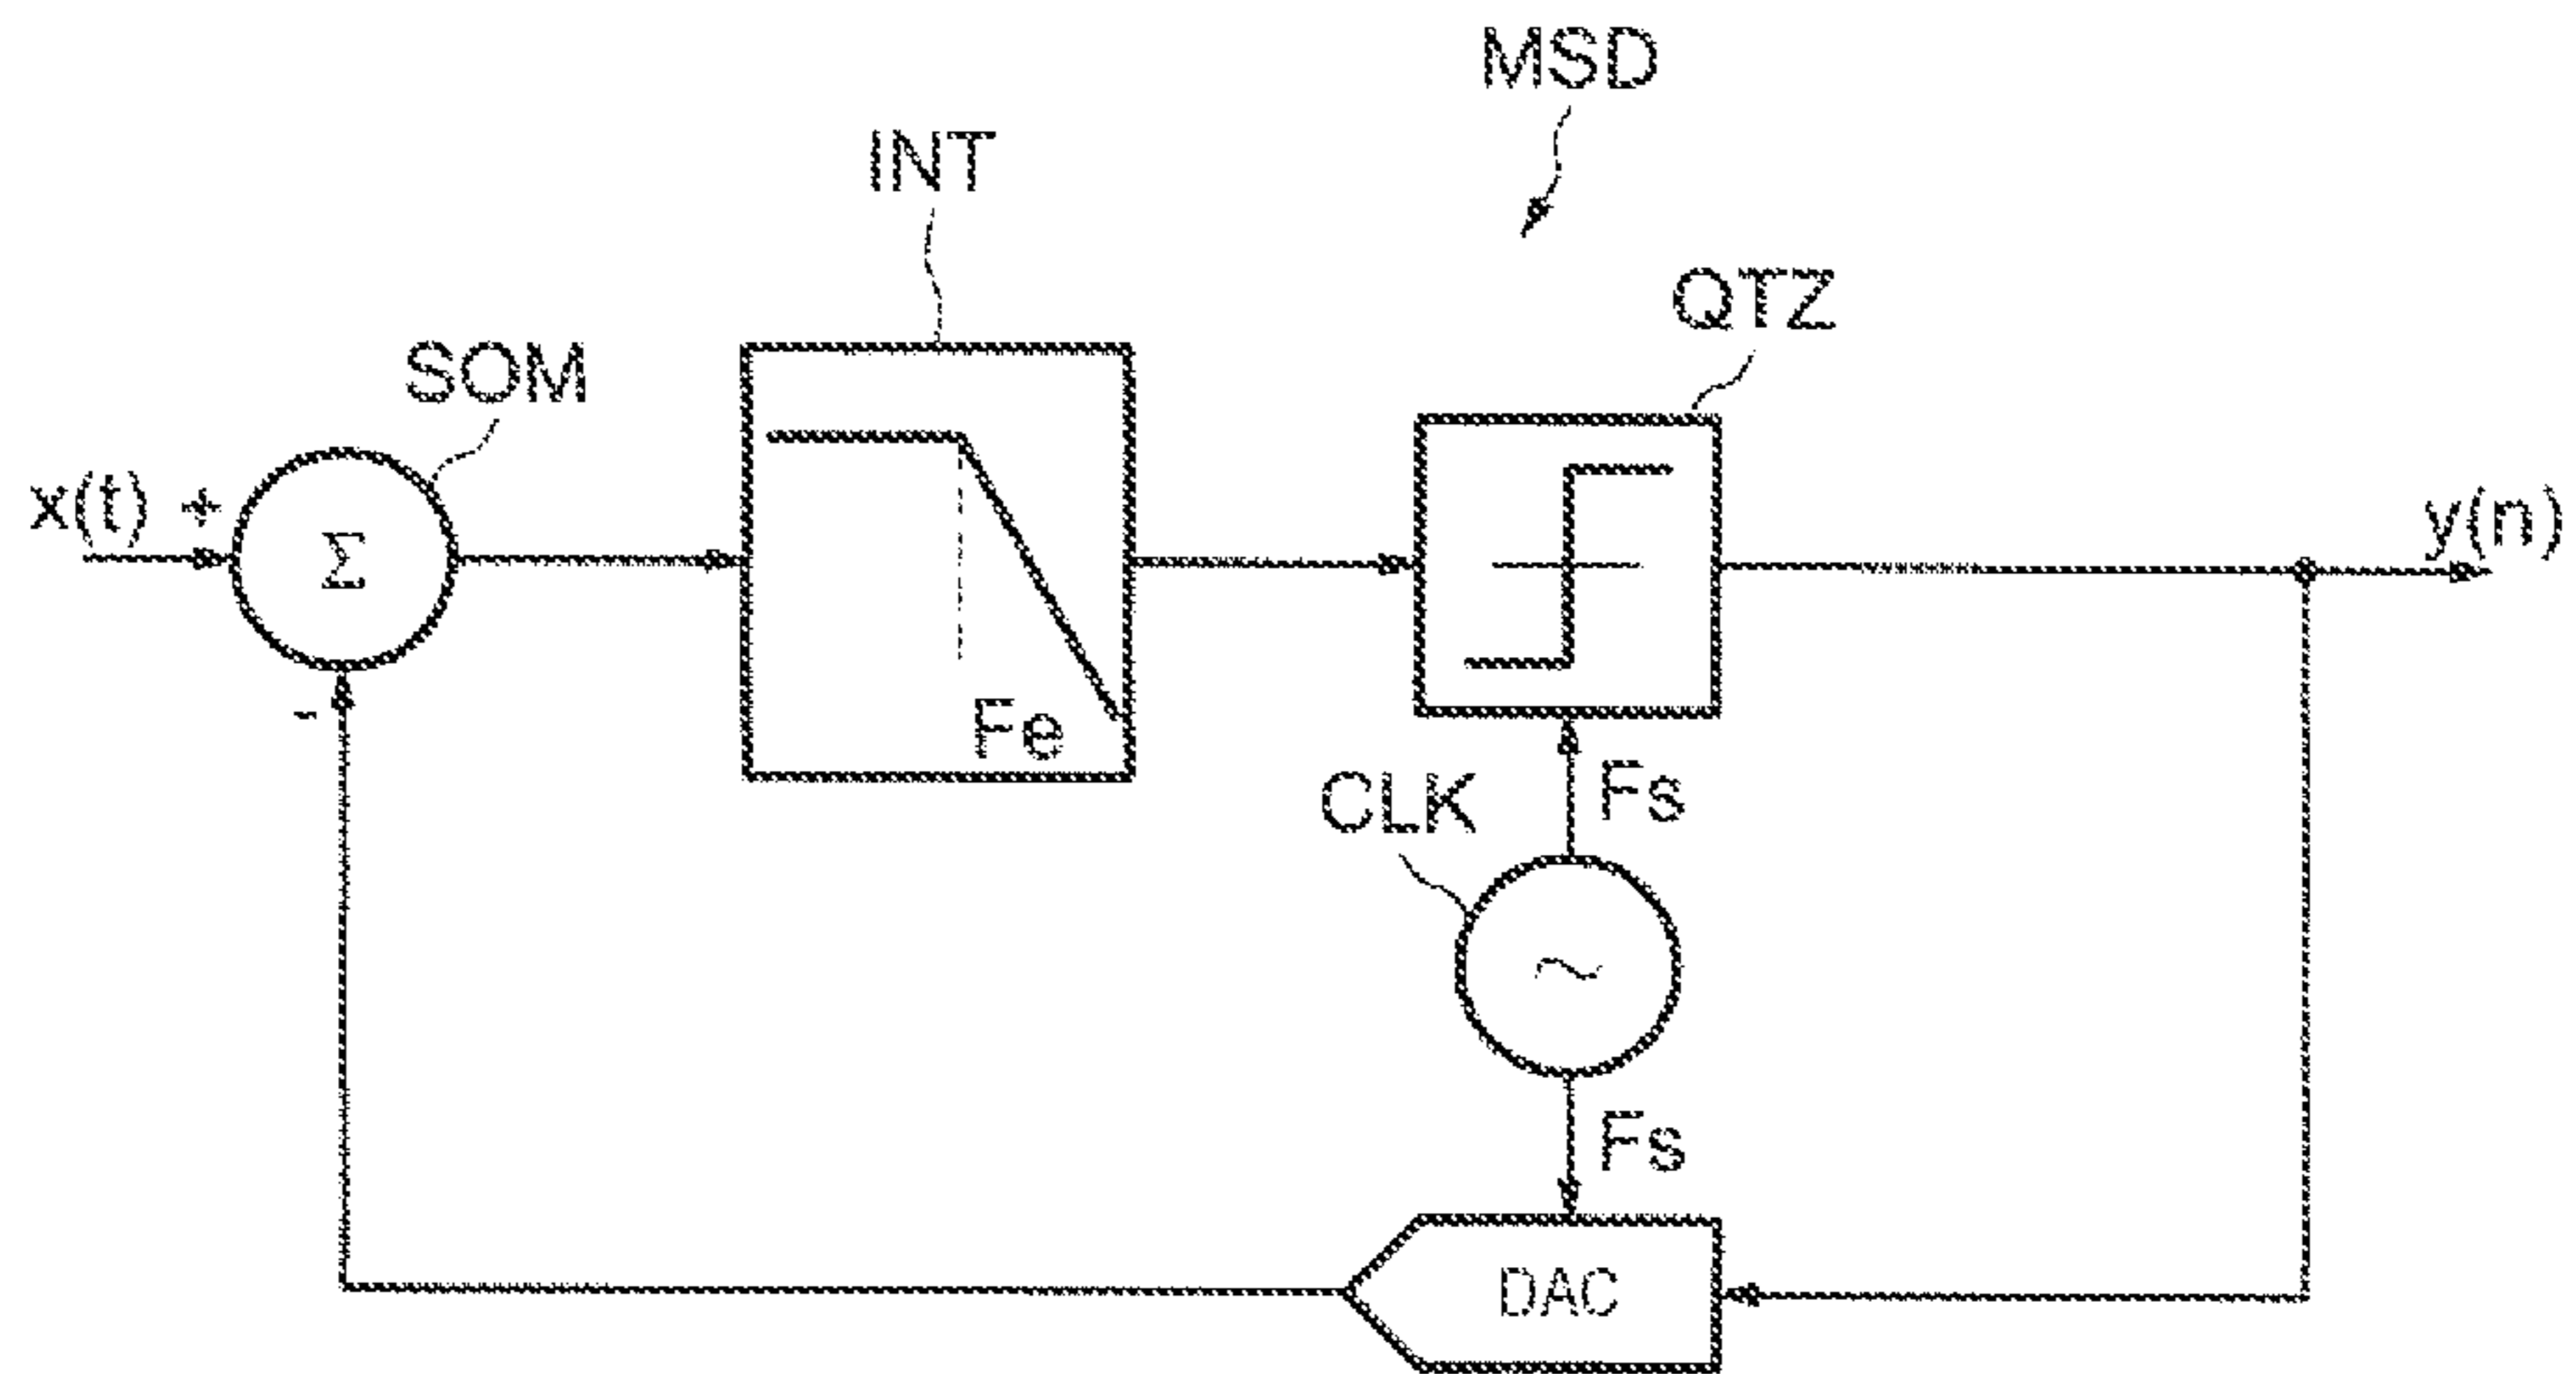 MSD
INT
QTZ
SOM
x(t) +
Σ
y(n)
-
Fe
Fs
CLK
~
Fs
DAC